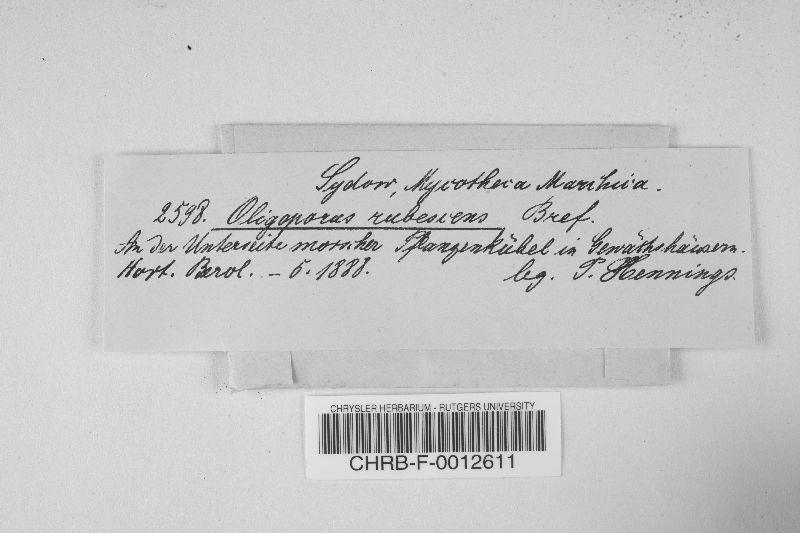 Sydow, Mycotheca Marchica.
2598. Oligoporus rubescens Bref.
An der Unterseite morscher Pflanzenkübel in Gewächshäusern.
Hort. Berol. – 5. 1888. leg. P. Hennings.
CHRYSLER HERBARIUM - RUTGERS UNIVERSITY
CHRB-F-0012611